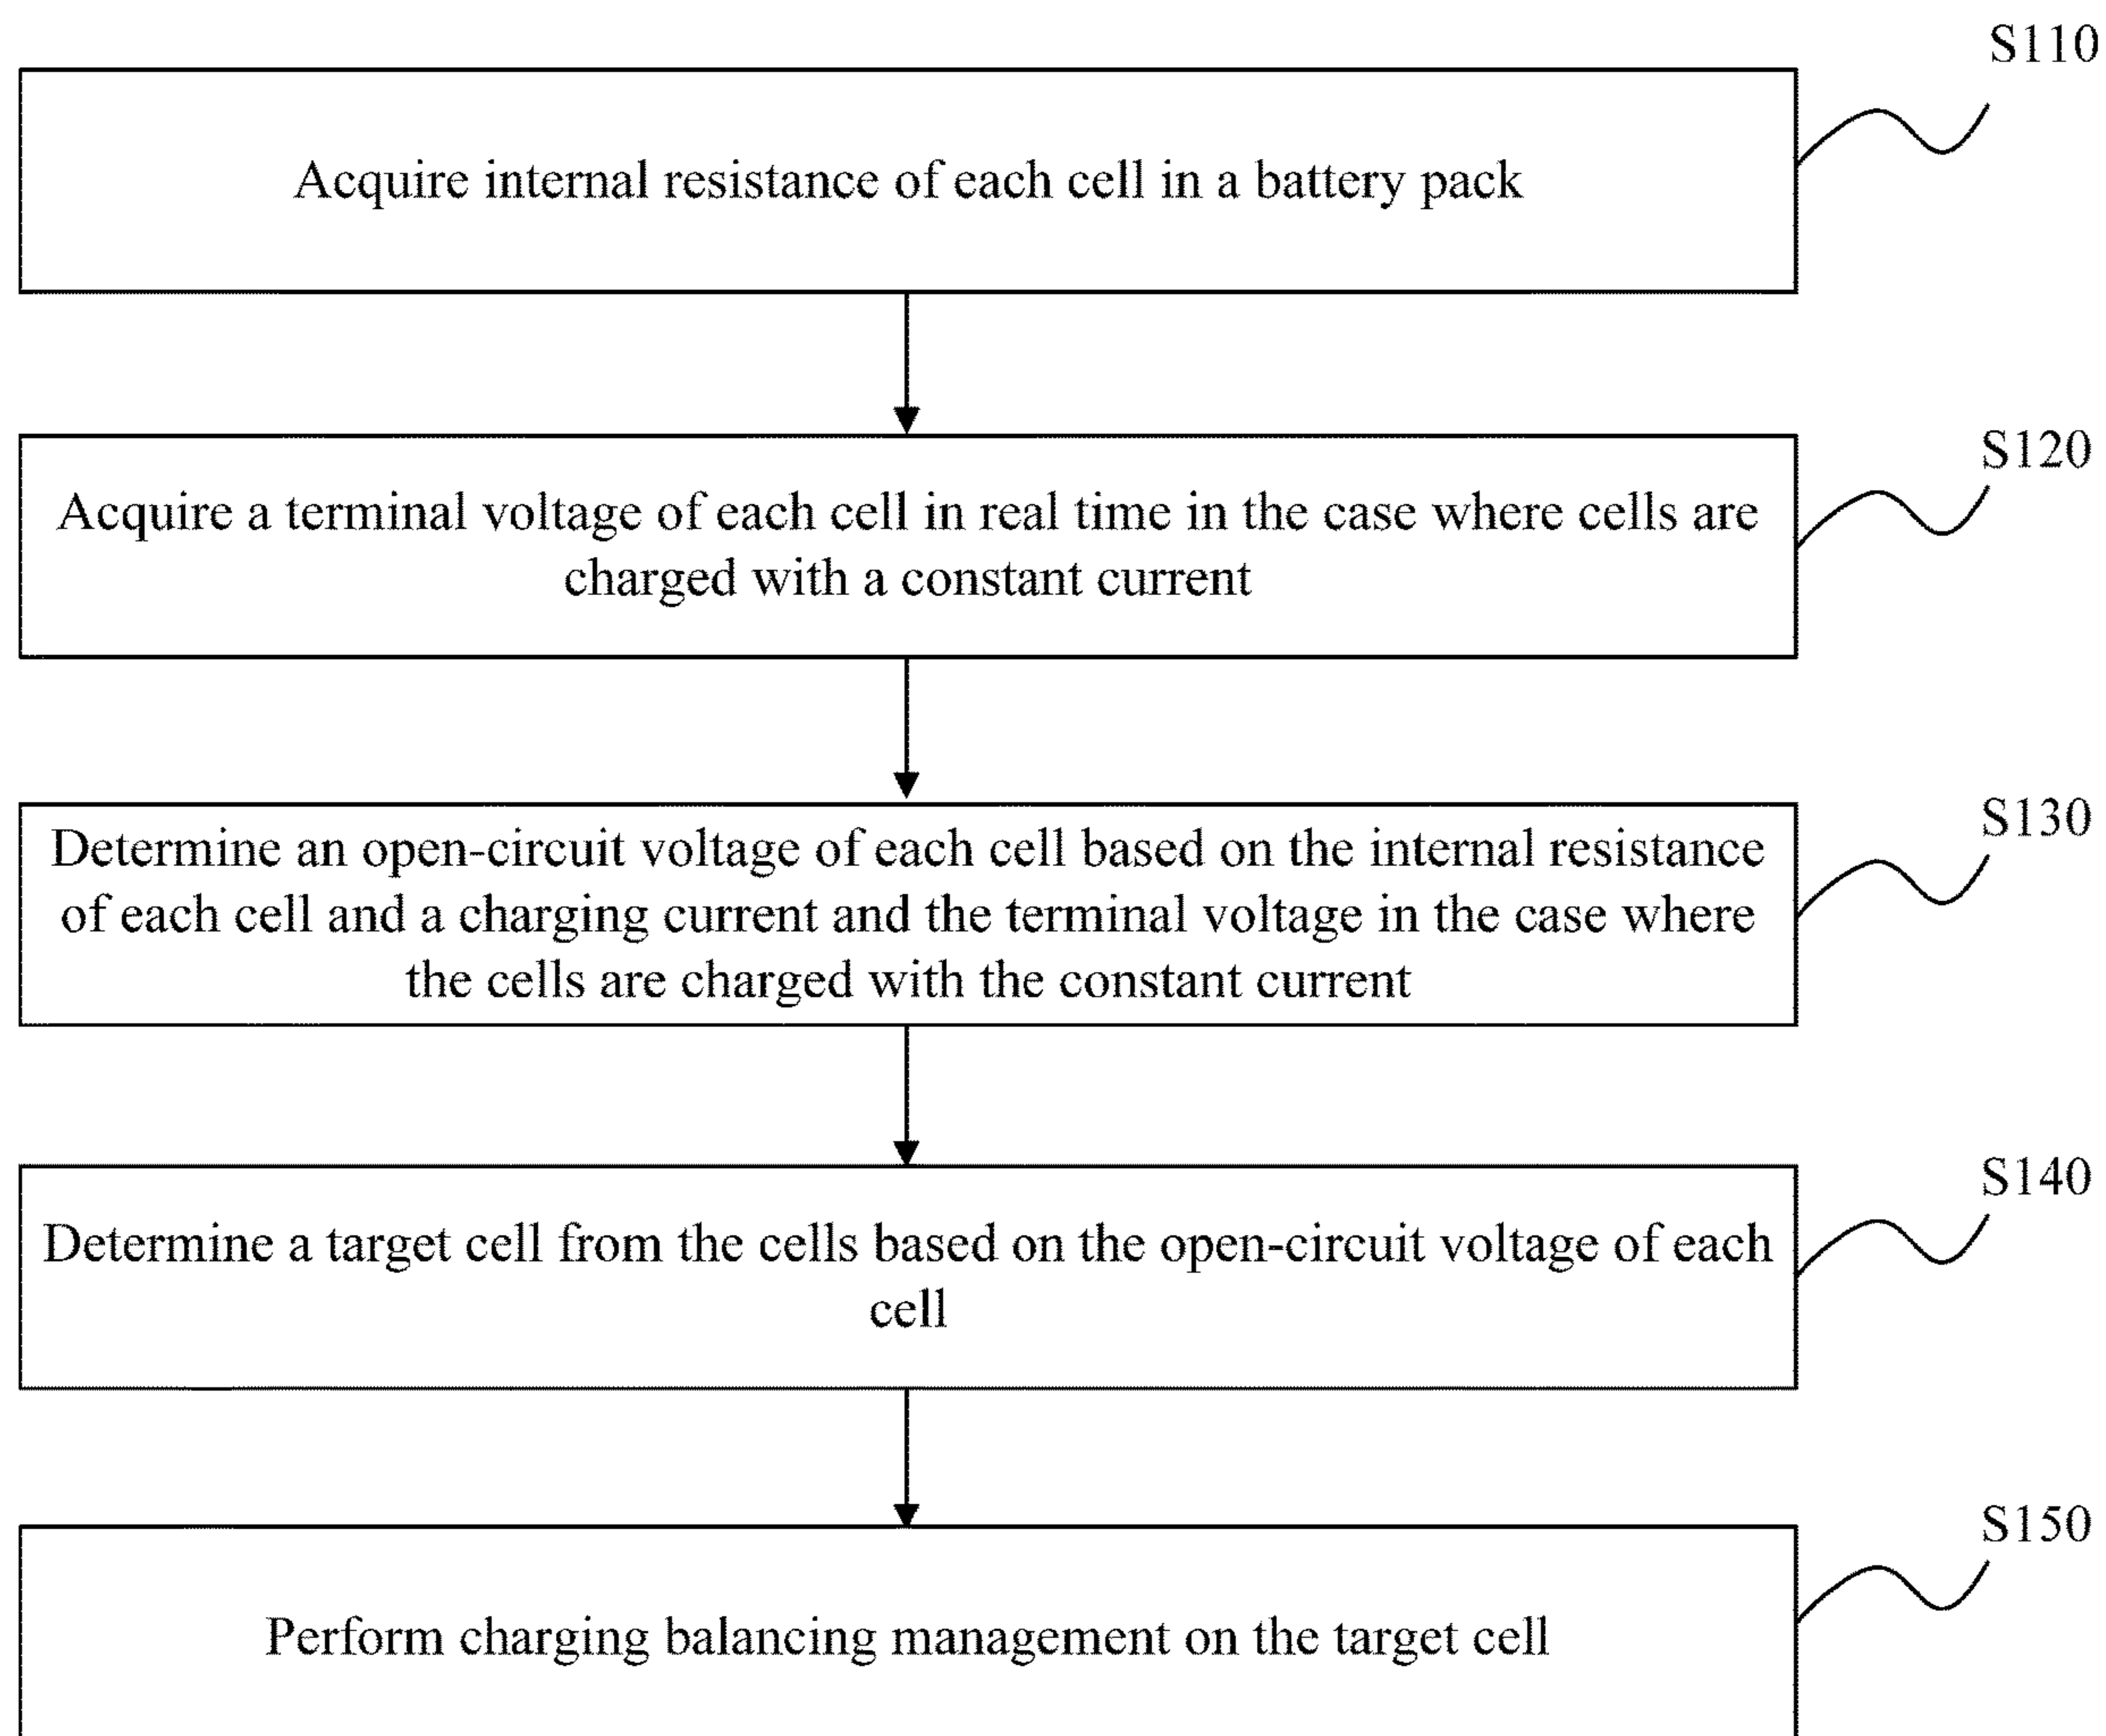 S110
Acquire internal resistance of each cell in a battery pack
S120
Acquire a terminal voltage of each cell in real time in the case where cells are
charged with a constant current
S130
Determine an open-circuit voltage of each cell based on the internal resistance
of each cell and a charging current and the terminal voltage in the case where
the cells are charged with the constant current
S140
Determine a target cell from the cells based on the open-circuit voltage of each
cell
S150
Perform charging balancing management on the target cell